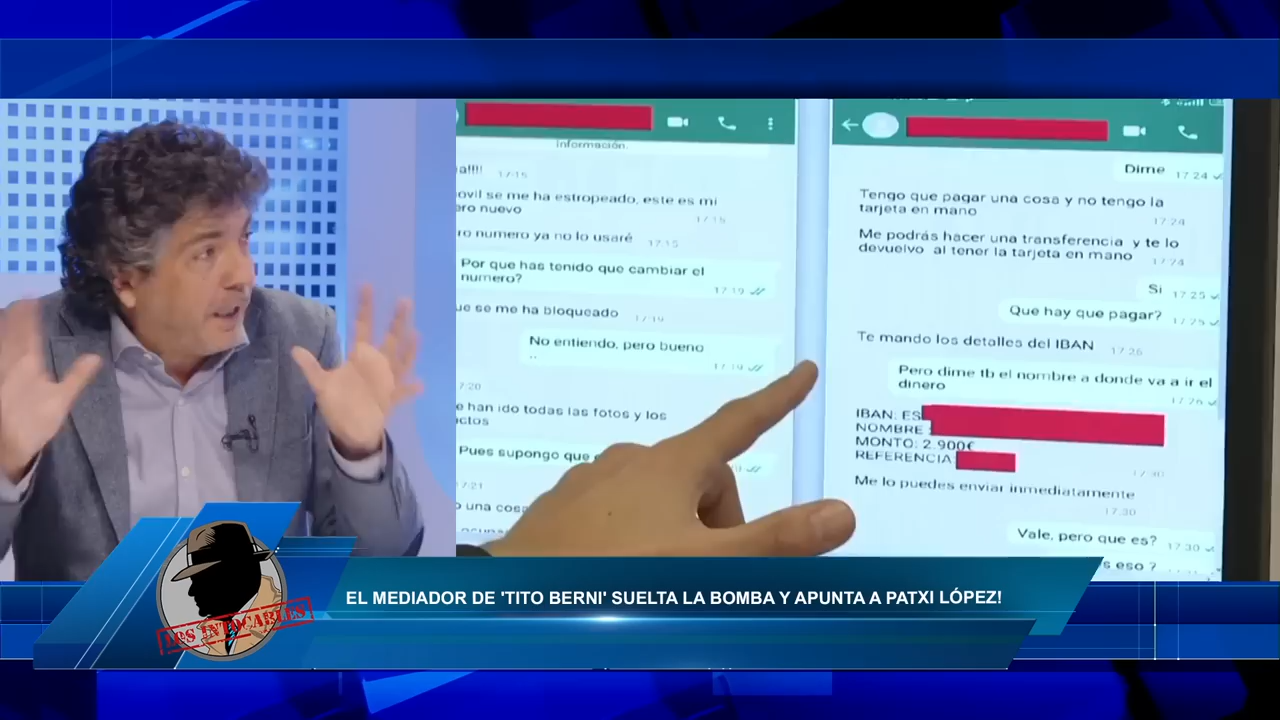 Información.
a!!!! 17:15
óvil se me ha estropeado, este es mi
ero nuevo
17:15
ro numero ya no lo usaré 17:15
Por que has tenido que cambiar el
numero?
17:19
ue se me ha bloqueado 17:19
No entiendo, pero bueno
..
17:19
17:20
e han ido todas las fotos y los
ctos
Pues supongo que
17:21
o una cosa
Dime 17:24
Tengo que pagar una cosa y no tengo la
tarjeta en mano
17:24
Me podrás hacer una transferencia y te lo
devuelvo al tener la tarjeta en mano 17:24
Si 17:25
Que hay que pagar? 17:25
Te mando los detalles del IBAN 17:26
Pero dime tb el nombre a donde va a ir el
dinero
17:26
IBAN: ES
NOMBRE :
MONTO: 2.900€
REFERENCIA
17:30
Me lo puedes enviar inmediatamente
17:30
Vale, pero que es? 17:30
s eso ?
LOS INTOCABLES
EL MEDIADOR DE 'TITO BERNI' SUELTA LA BOMBA Y APUNTA A PATXI LÓPEZ!